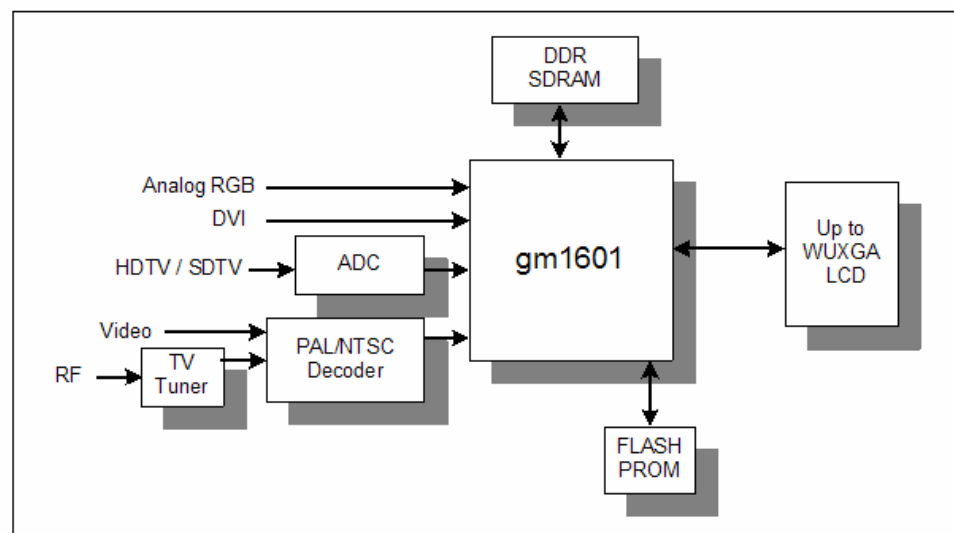 DDR
SDRAM
Analog RGB
DVI
HDTV / SDTV
ADC
gm1601
Up to
WUXGA
LCD
Video
PAL/NTSC
Decoder
RF
TV
Tuner
FLASH
PROM